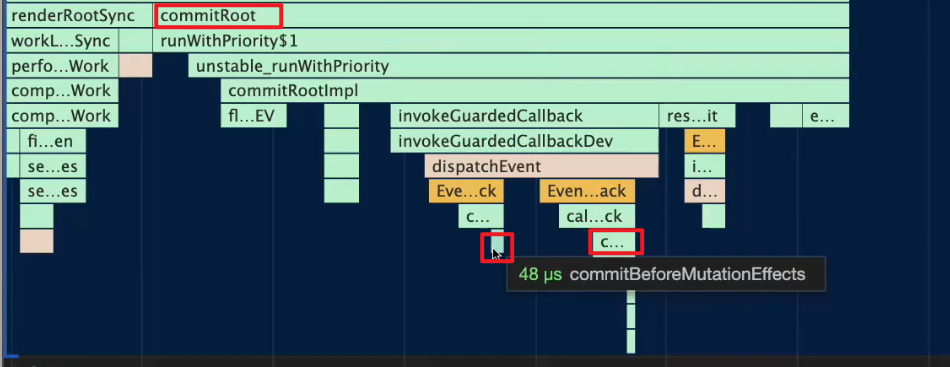 renderRootSync commitRoot
workL...Sync runWithPriority$1
perfo...Work unstable_runWithPriority
comp...Work commitRootImpl
comp...Work fl...EV invokeGuardedCallback res...it e...
fi...en invokeGuardedCallbackDev E...
se...es dispatchEvent i...
se...es Eve...ck Even...ack d...
c... cal...ck
c...
48 μs commitBeforeMutationEffects